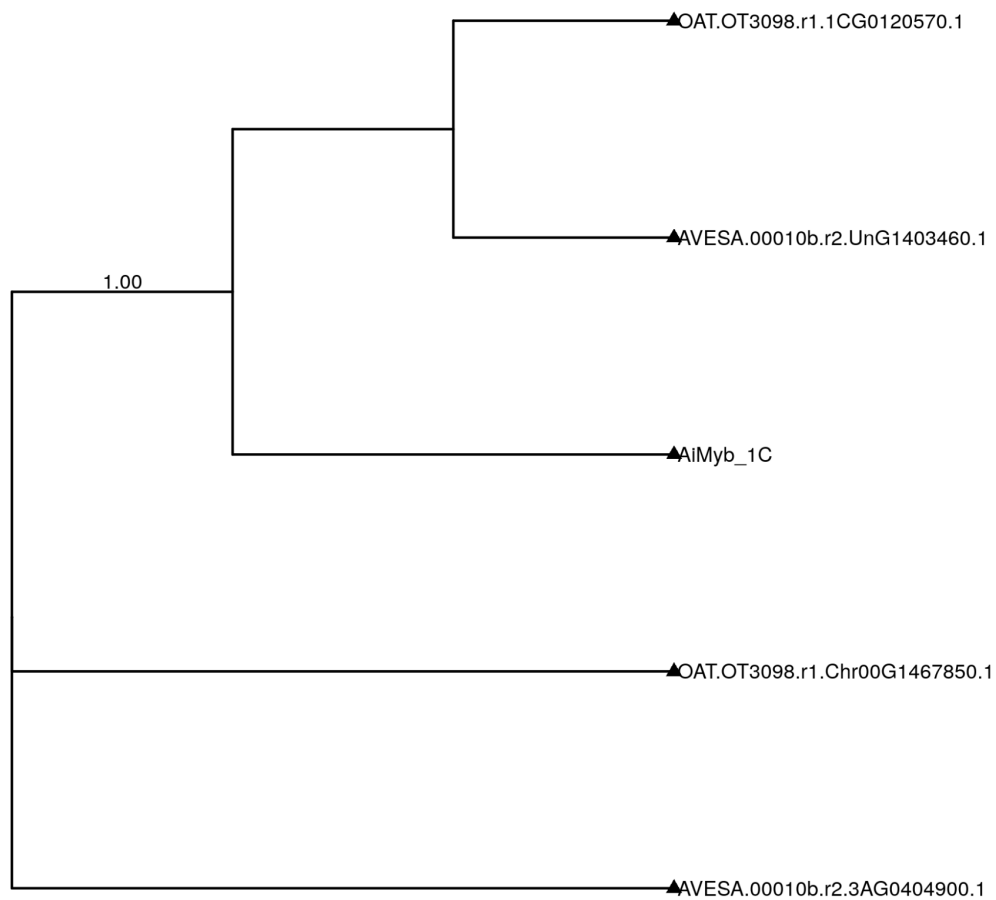 OAT.OT3098.r1.1CG0120570.1
AVESA.00010b.r2.UnG1403460.1
1.00
AiMyb_1C
OAT.OT3098.r1.Chr00G1467850.1
AVESA.00010b.r2.3AG0404900.1